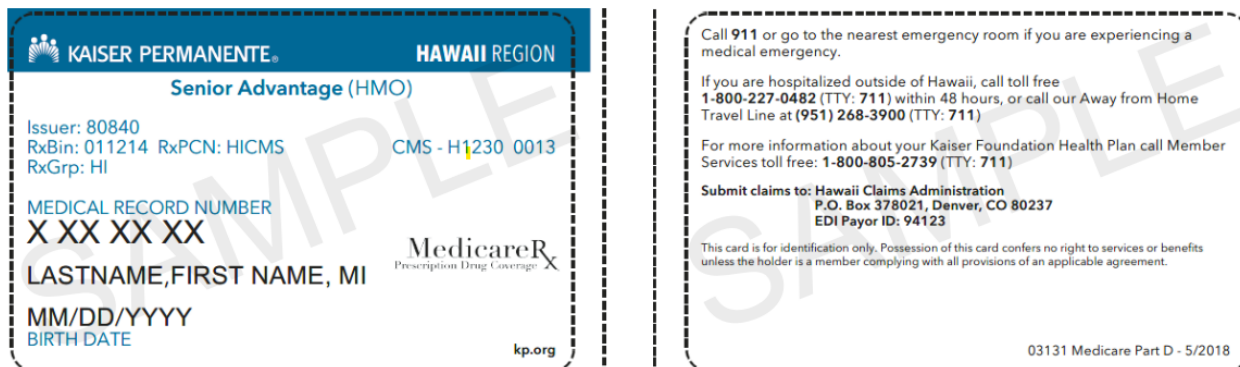 KAISER PERMANENTE®
HAWAII REGION
Senior Advantage (HMO)
Issuer: 80840
RxBin: 011214 RxPCN: HICMS
CMS - H1230 0013
RxGrp: HI
MEDICAL RECORD NUMBER
X XX XX XX
MedicareRx
Prescription Drug Coverage
LASTNAME,FIRST NAME, MI
MM/DD/YYYY
BIRTH DATE
kp.org
SAMPLE
Call 911 or go to the nearest emergency room if you are experiencing a
medical emergency.
If you are hospitalized outside of Hawaii, call toll free
1-800-227-0482 (TTY: 711) within 48 hours, or call our Away from Home
Travel Line at (951) 268-3900 (TTY: 711)
For more information about your Kaiser Foundation Health Plan call Member
Services toll free: 1-800-805-2739 (TTY: 711)
Submit claims to: Hawaii Claims Administration
P.O. Box 378021, Denver, CO 80237
EDI Payor ID: 94123
This card is for identification only. Possession of this card confers no right to services or benefits
unless the holder is a member complying with all provisions of an applicable agreement.
03131 Medicare Part D - 5/2018
SAMPLE